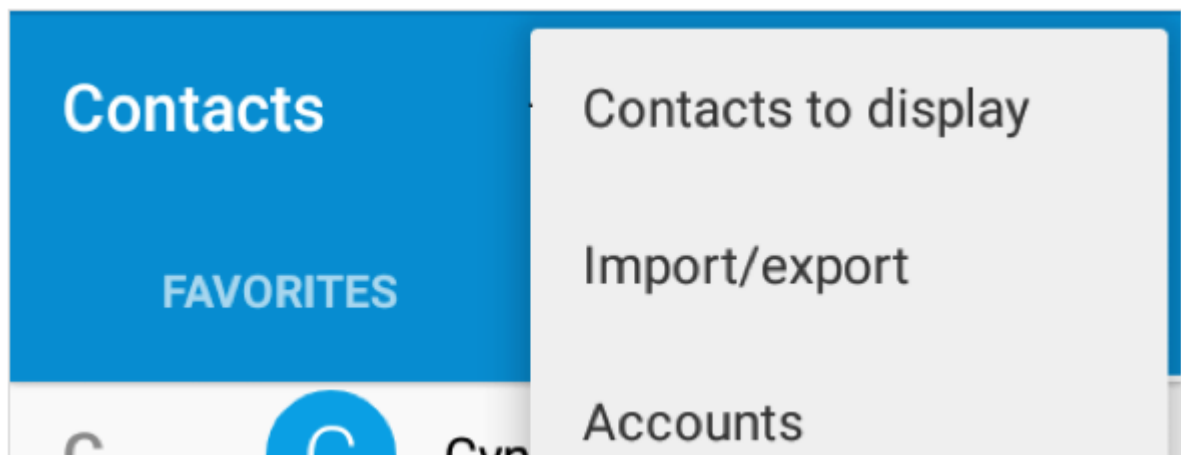 Contacts
Contacts to display
Import/export
FAVORITES
Accounts
C
C